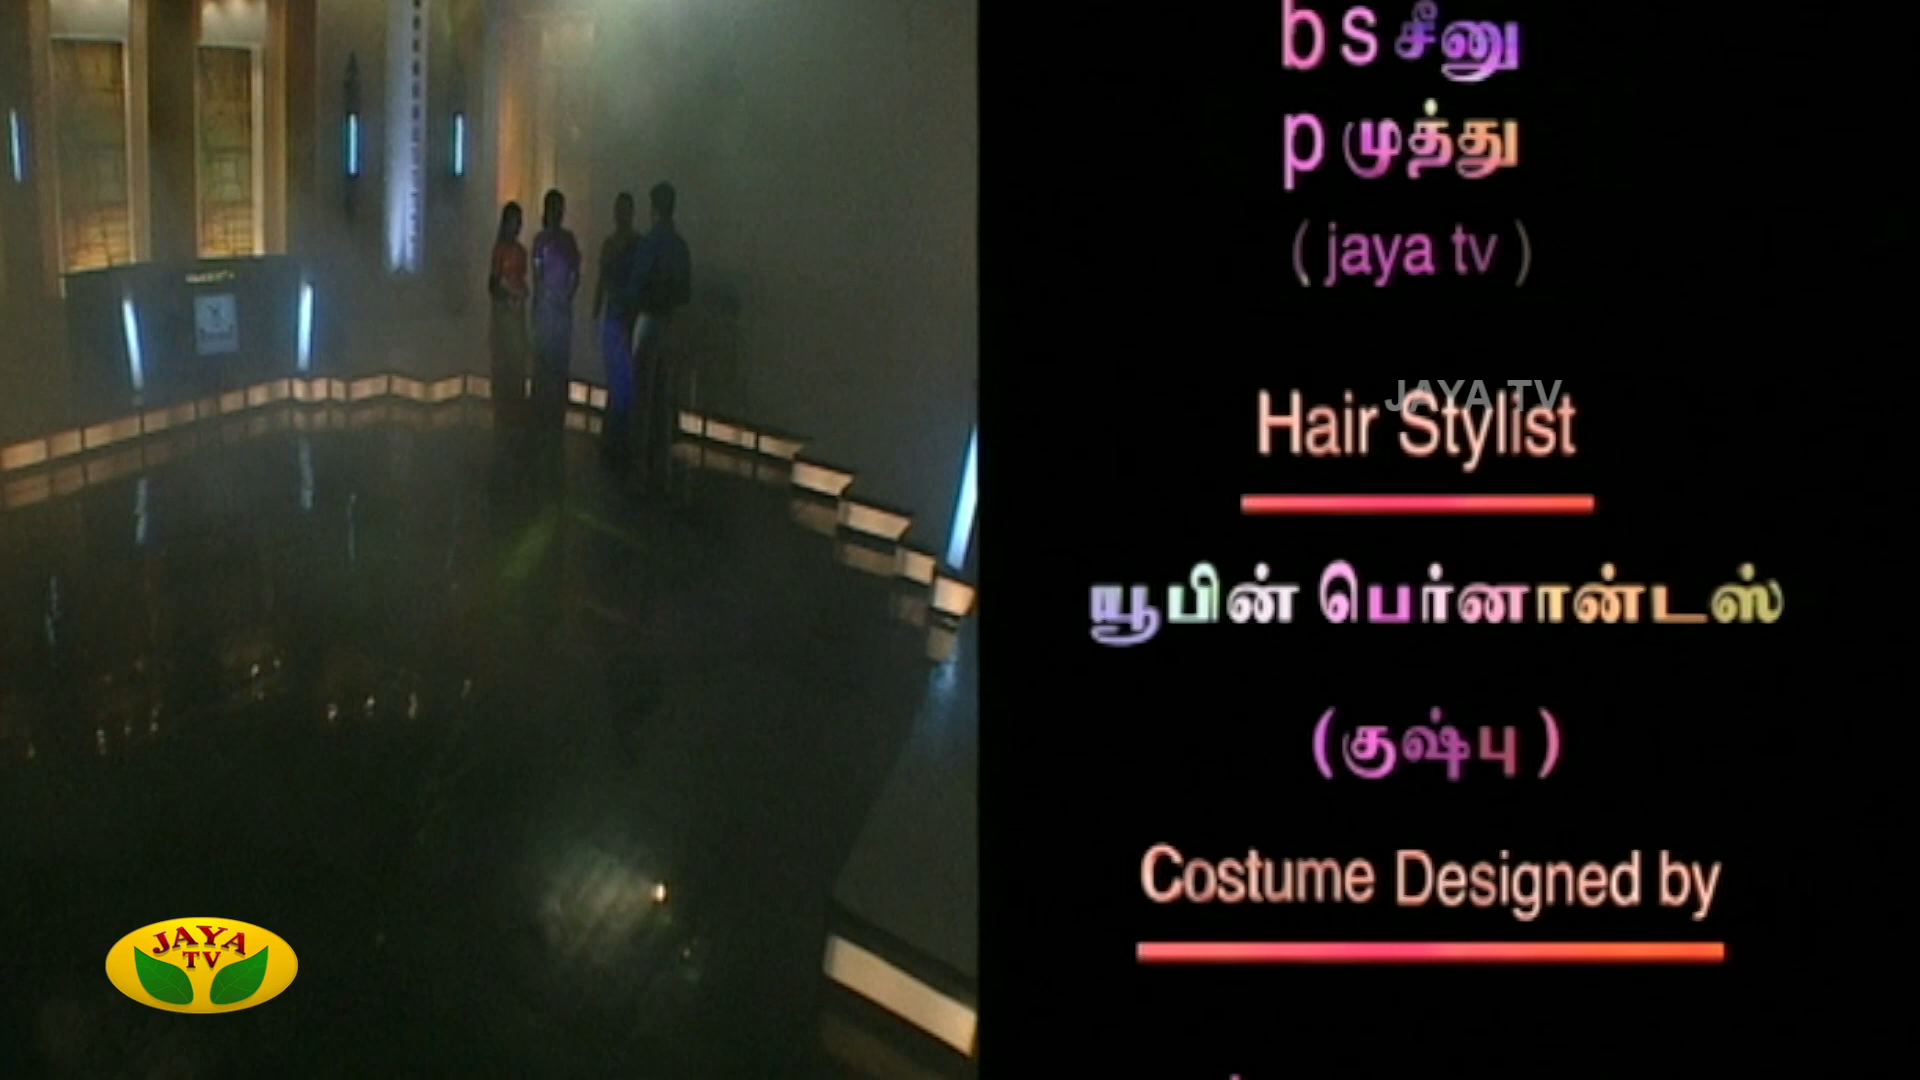 b s சீனு
p முத்து
( jaya tv )
JAYA TV
Hair Stylist
யூபின் பெர்னான்டஸ்
( குஷ்பு )
Costume Designed by
JAYA
TV